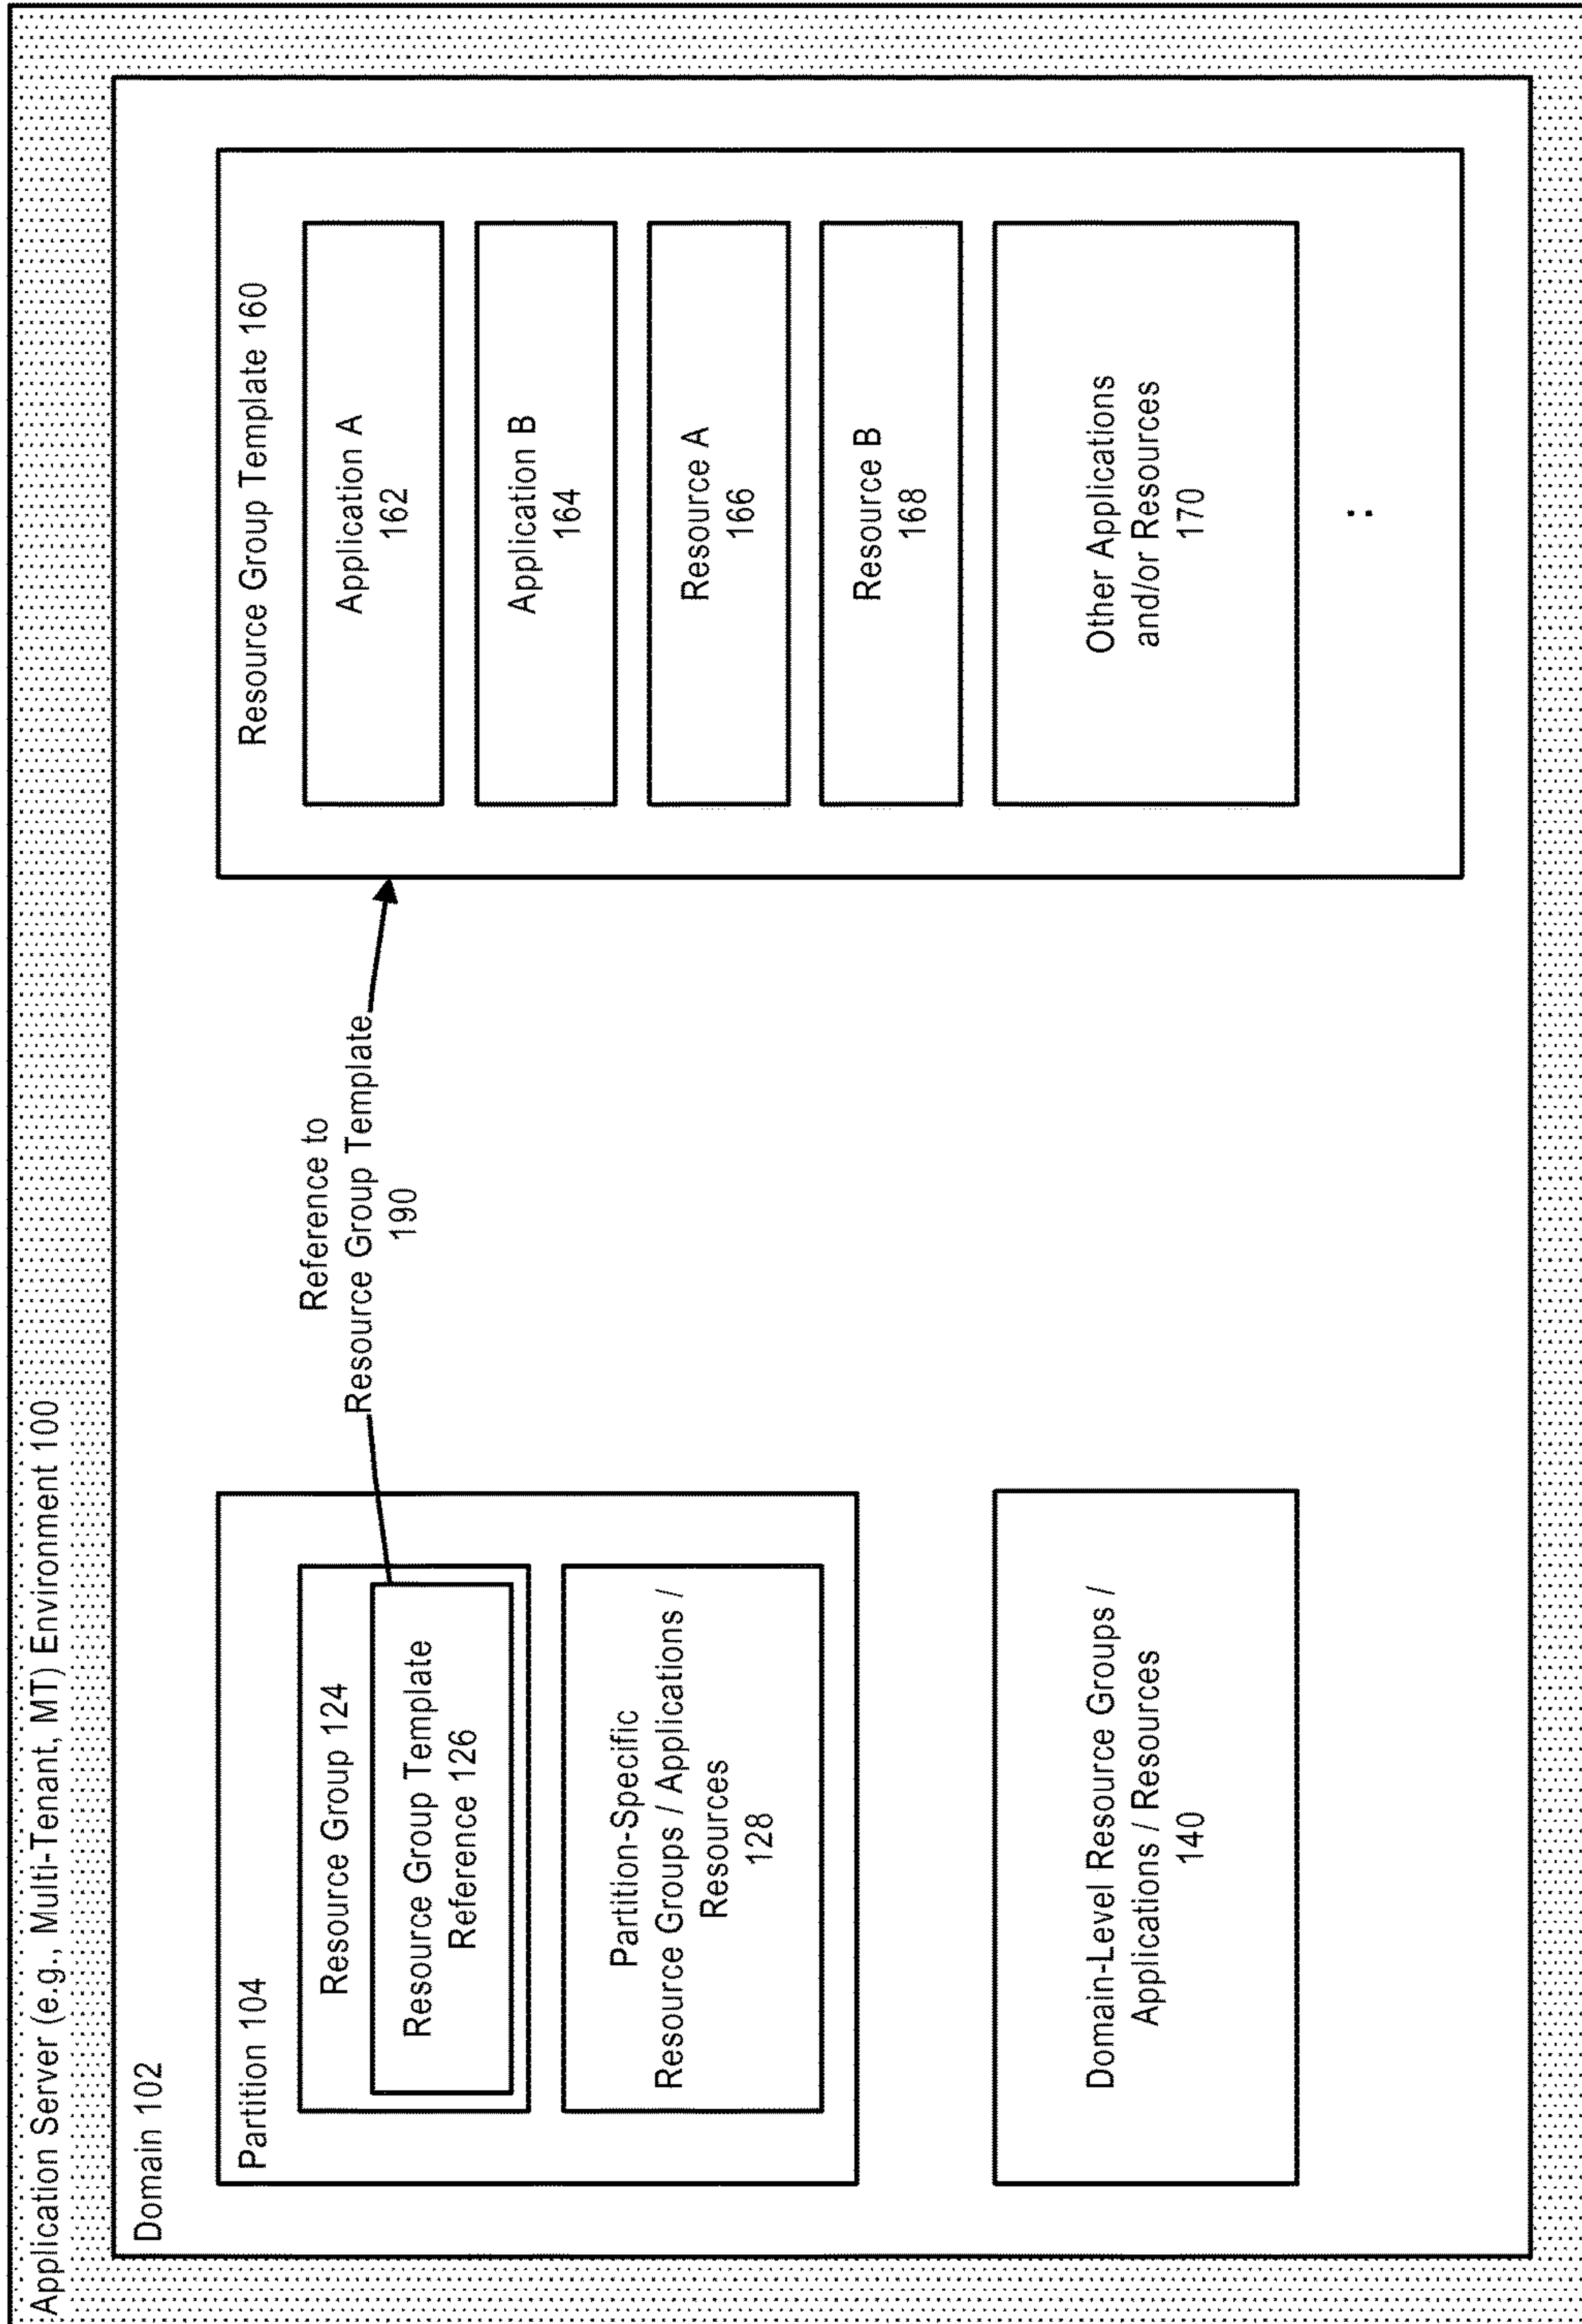 Application Server (e.g., Multi-Tenant, MT) Environment 100
Domain 102
Partition 104
Resource Group 124
Resource Group Template
Reference 126
Partition-Specific
Resource Groups / Applications /
Resources
128
Domain-Level Resource Groups /
Applications / Resources
140
Reference to
Resource Group Template
190
Resource Group Template 160
Application A
162
Application B
164
Resource A
166
Resource B
168
Other Applications
and/or Resources
170